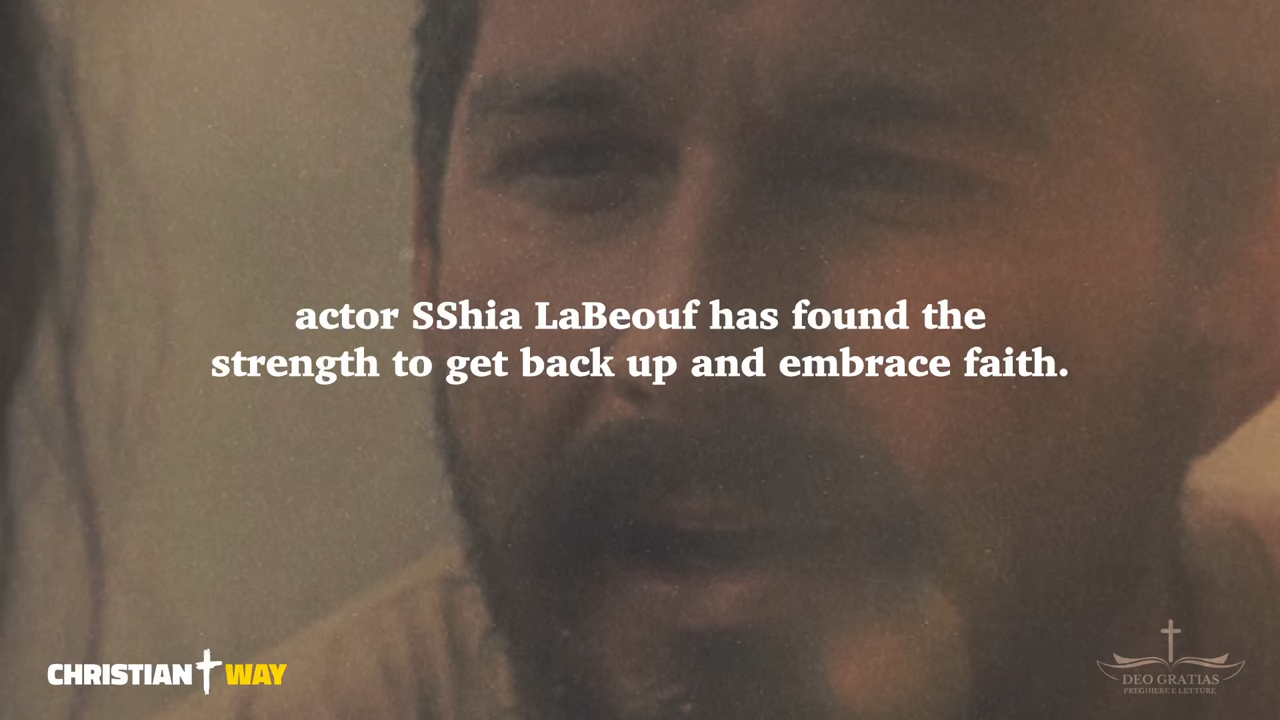 actor SShia LaBeouf has found the
strength to get back up and embrace faith.
CHRISTIAN WAY
DEO GRATIAS
PREGHIERE E LETTURE